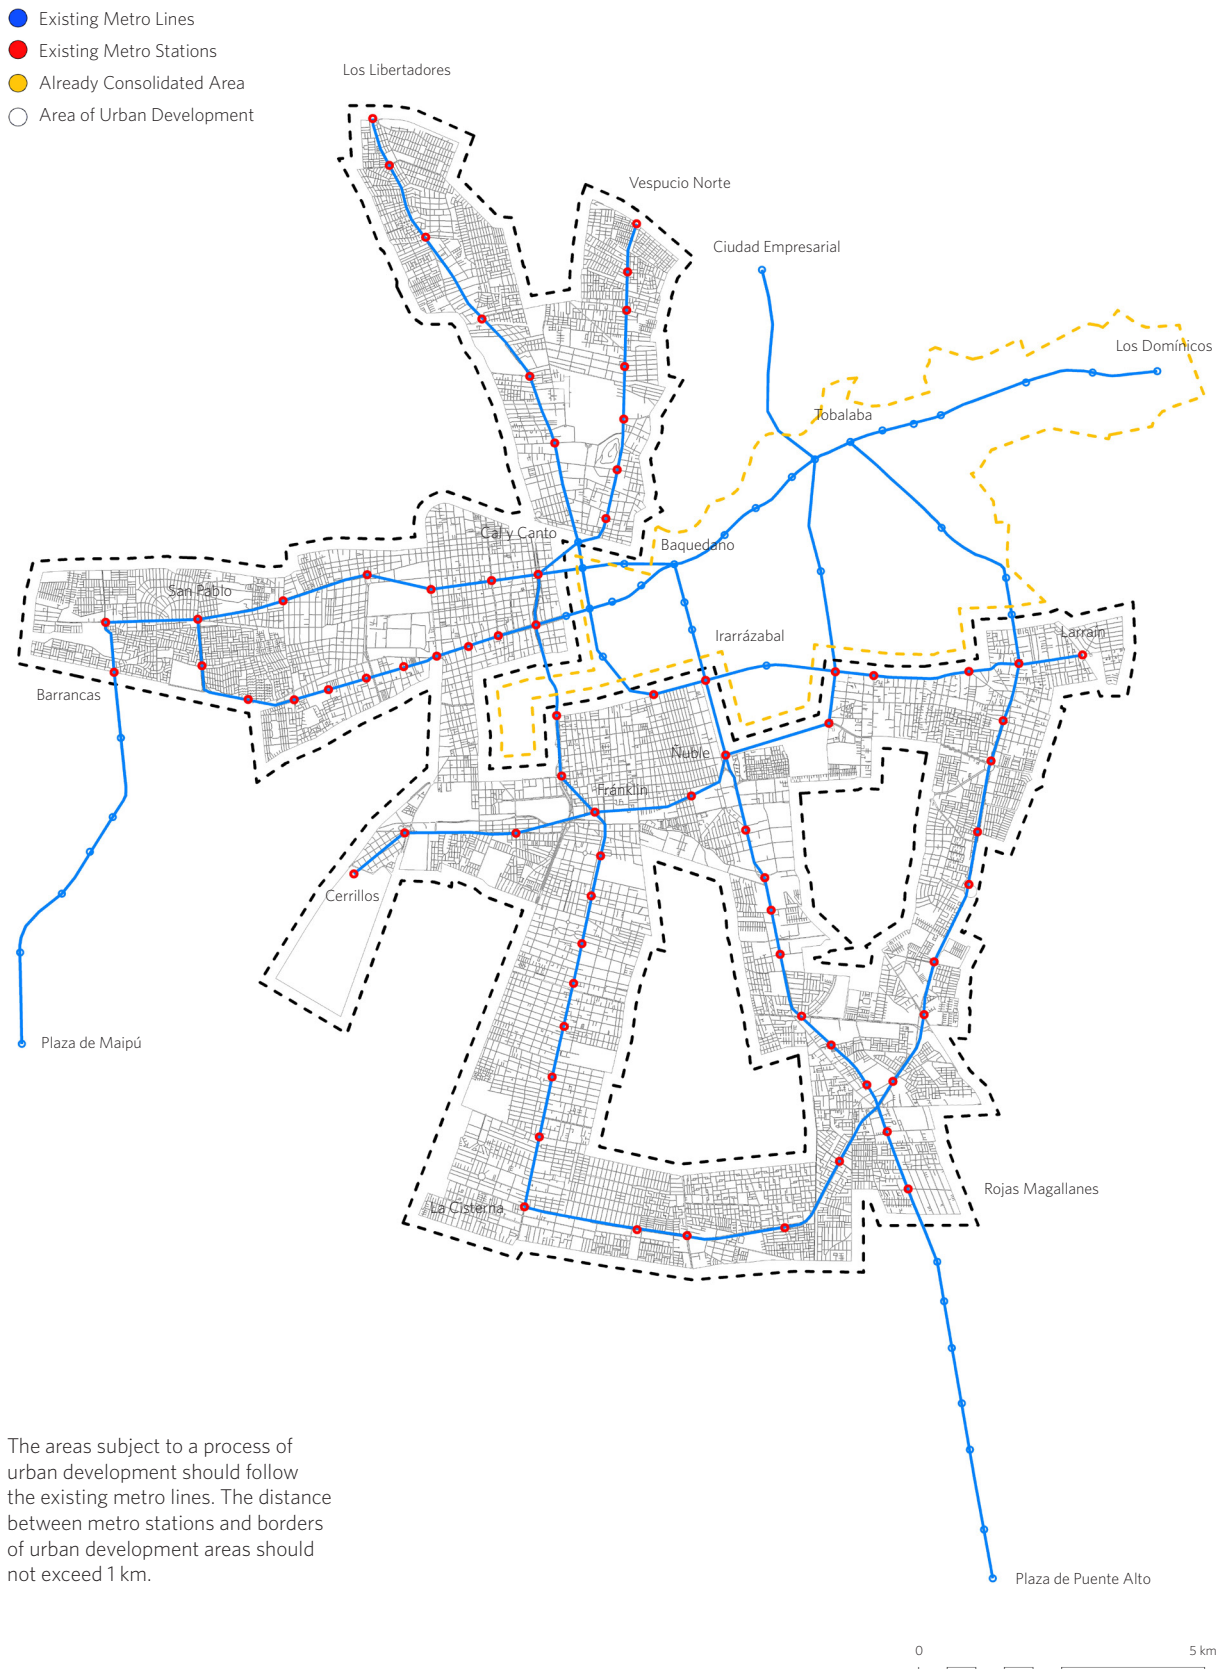 Existing Metro Lines
Existing Metro Stations
Already Consolidated Area
Area of Urban Development
Los Libertadores
Vespucio Norte
Ciudad Empresarial
Los Domínicos
Tobalaba
Cal y Canto
Baquedano
San Pablo
Irarrázabal
Larraín
Barrancas
Ñuble
Franklin
Cerrillos
Plaza de Maipú
Rojas Magallanes
La Cisterna
The areas subject to a process of
urban development should follow
the existing metro lines. The distance
between metro stations and borders
of urban development areas should
not exceed 1 km.
Plaza de Puente Alto
0 5 km